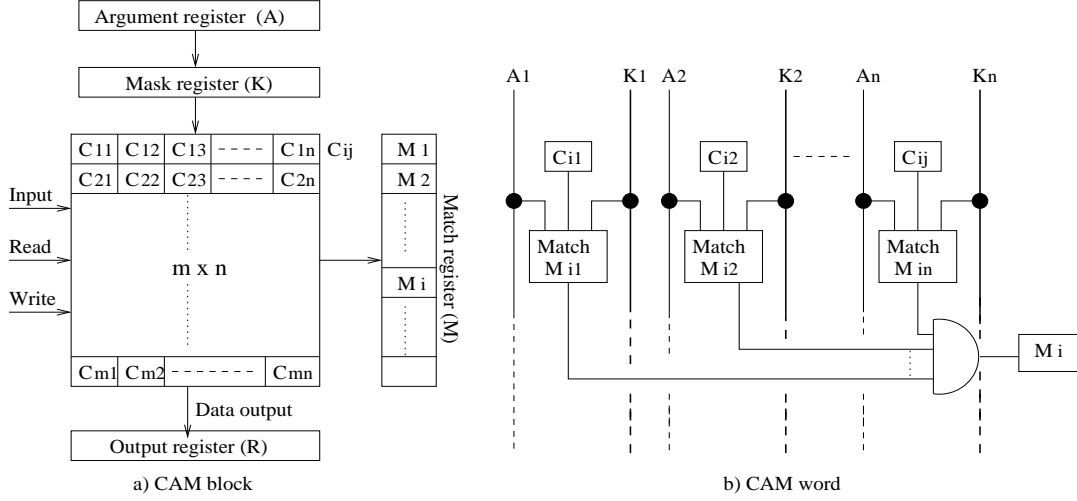 Argument register (A)
Mask register (K)
C11 C12 C13 C1n Cij
C21 C22 C23 C2n
Input
Read
Write
m x n
Cm1 Cm2 Cmn
M 1
M 2
M i
Match register (M)
Data output
Output register (R)
a) CAM block
A1 K1 A2 K2 An Kn
Ci1 Ci2 Cij
Match Match Match
M i1 M i2 M in
M i
b) CAM word